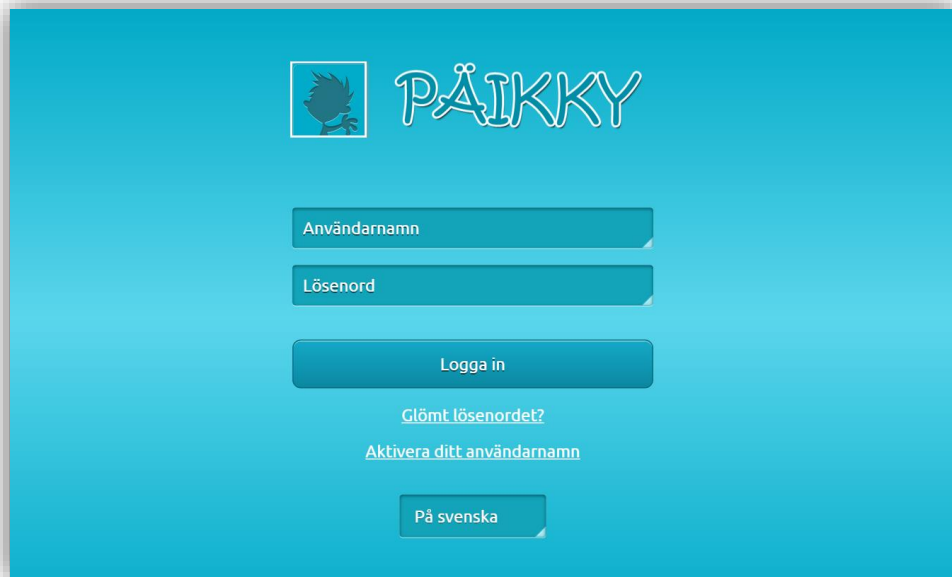 PÄIKKY
Användarnamn
Lösenord
Logga in
Glömt lösenordet?
Aktivera ditt användarnamn
På svenska